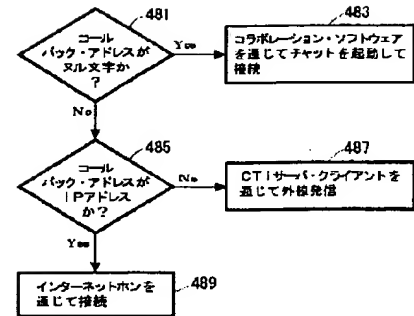 481
コール
バック・アドレスが
ヌル文字か
?
Yes
483
コラボレーション・ソフトウェア
を通じてチャットを起動して
接続
No
485
コール
バック・アドレスが
IPアドレス
か?
No
487
CTIサーバ・クライアントを
通じて外線発信
Yes
489
インターネットホンを
通じて接続